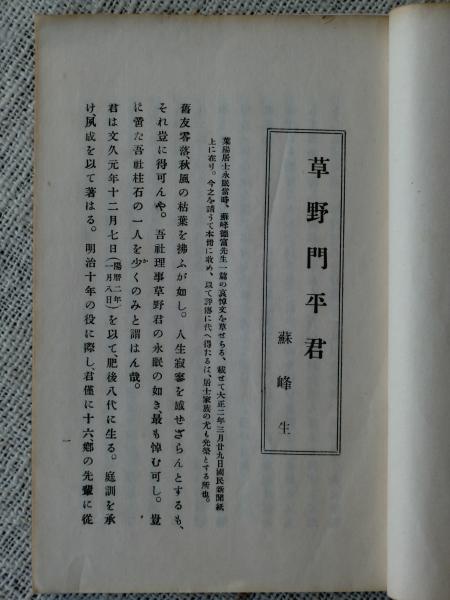 草野門平君
蘇峰生
葉陽居士永眠當時、蘇峰德富先生一篇の哀悼文を草せらる、載せて大正二年三月廿九日國民新聞紙
上に在り。今之を請うて本書に收め、以て評傳に代へ得たるは、居士家族の尤も光榮とする所也。
舊友零落、秋風の枯葉を拂ふが如し。人生寂寥を感せざらんとするも、
それ豈に得可んや。吾社理事草野君の永眠の如き、最も悼む可し。豈
に啻た吾社柱石の一人を少くのみと謂はん哉。
君は文久元年十二月七日(陽曆二年一月八日)を以て、肥後八代に生る。庭訓を承
け夙成を以て著はる。明治十年の役に際し、君僅に十六鄕の先輩に從
一